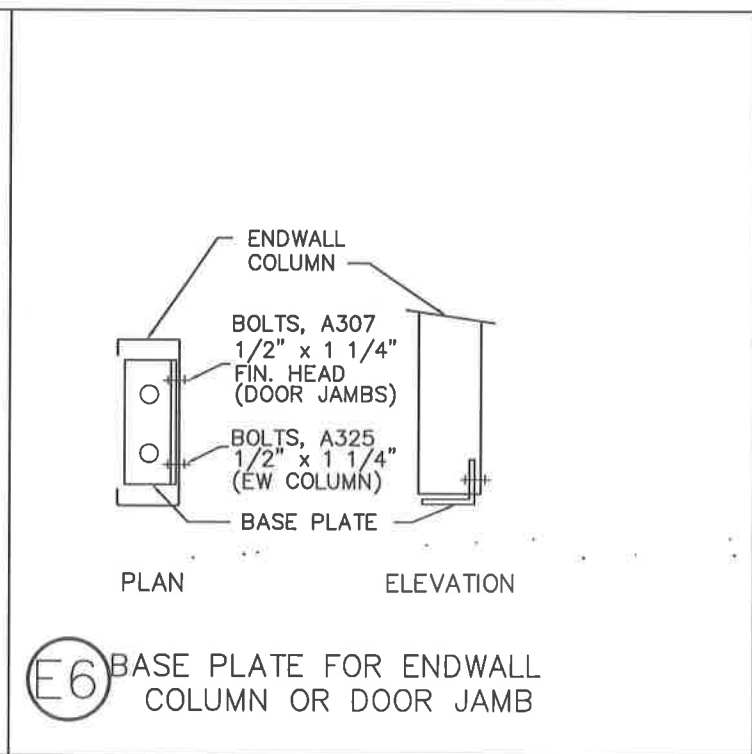 ENDWALL
COLUMN
BOLTS, A307
1/2" x 1 1/4"
FIN. HEAD
(DOOR JAMBS)
BOLTS, A325
1/2" x 1 1/4"
(EW COLUMN)
BASE PLATE
PLAN
ELEVATION
E6
BASE PLATE FOR ENDWALL
COLUMN OR DOOR JAMB